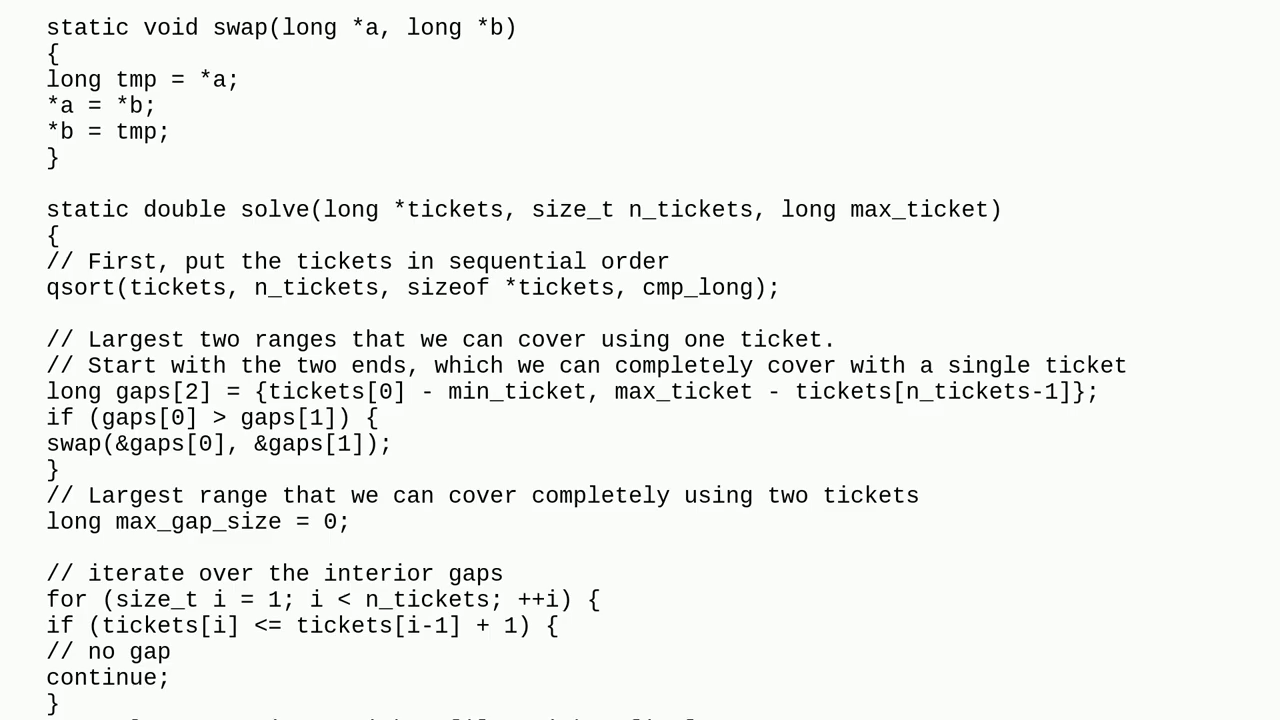 static void swap(long *a, long *b)
{
long tmp = *a;
*a = *b;
*b = tmp;
}

static double solve(long *tickets, size_t n_tickets, long max_ticket)
{
// First, put the tickets in sequential order
qsort(tickets, n_tickets, sizeof *tickets, cmp_long);

// Largest two ranges that we can cover using one ticket.
// Start with the two ends, which we can completely cover with a single ticket
long gaps[2] = {tickets[0] - min_ticket, max_ticket - tickets[n_tickets-1]};
if (gaps[0] > gaps[1]) {
swap(&gaps[0], &gaps[1]);
}
// Largest range that we can cover completely using two tickets
long max_gap_size = 0;

// iterate over the interior gaps
for (size_t i = 1; i < n_tickets; ++i) {
if (tickets[i] <= tickets[i-1] + 1) {
// no gap
continue;
}